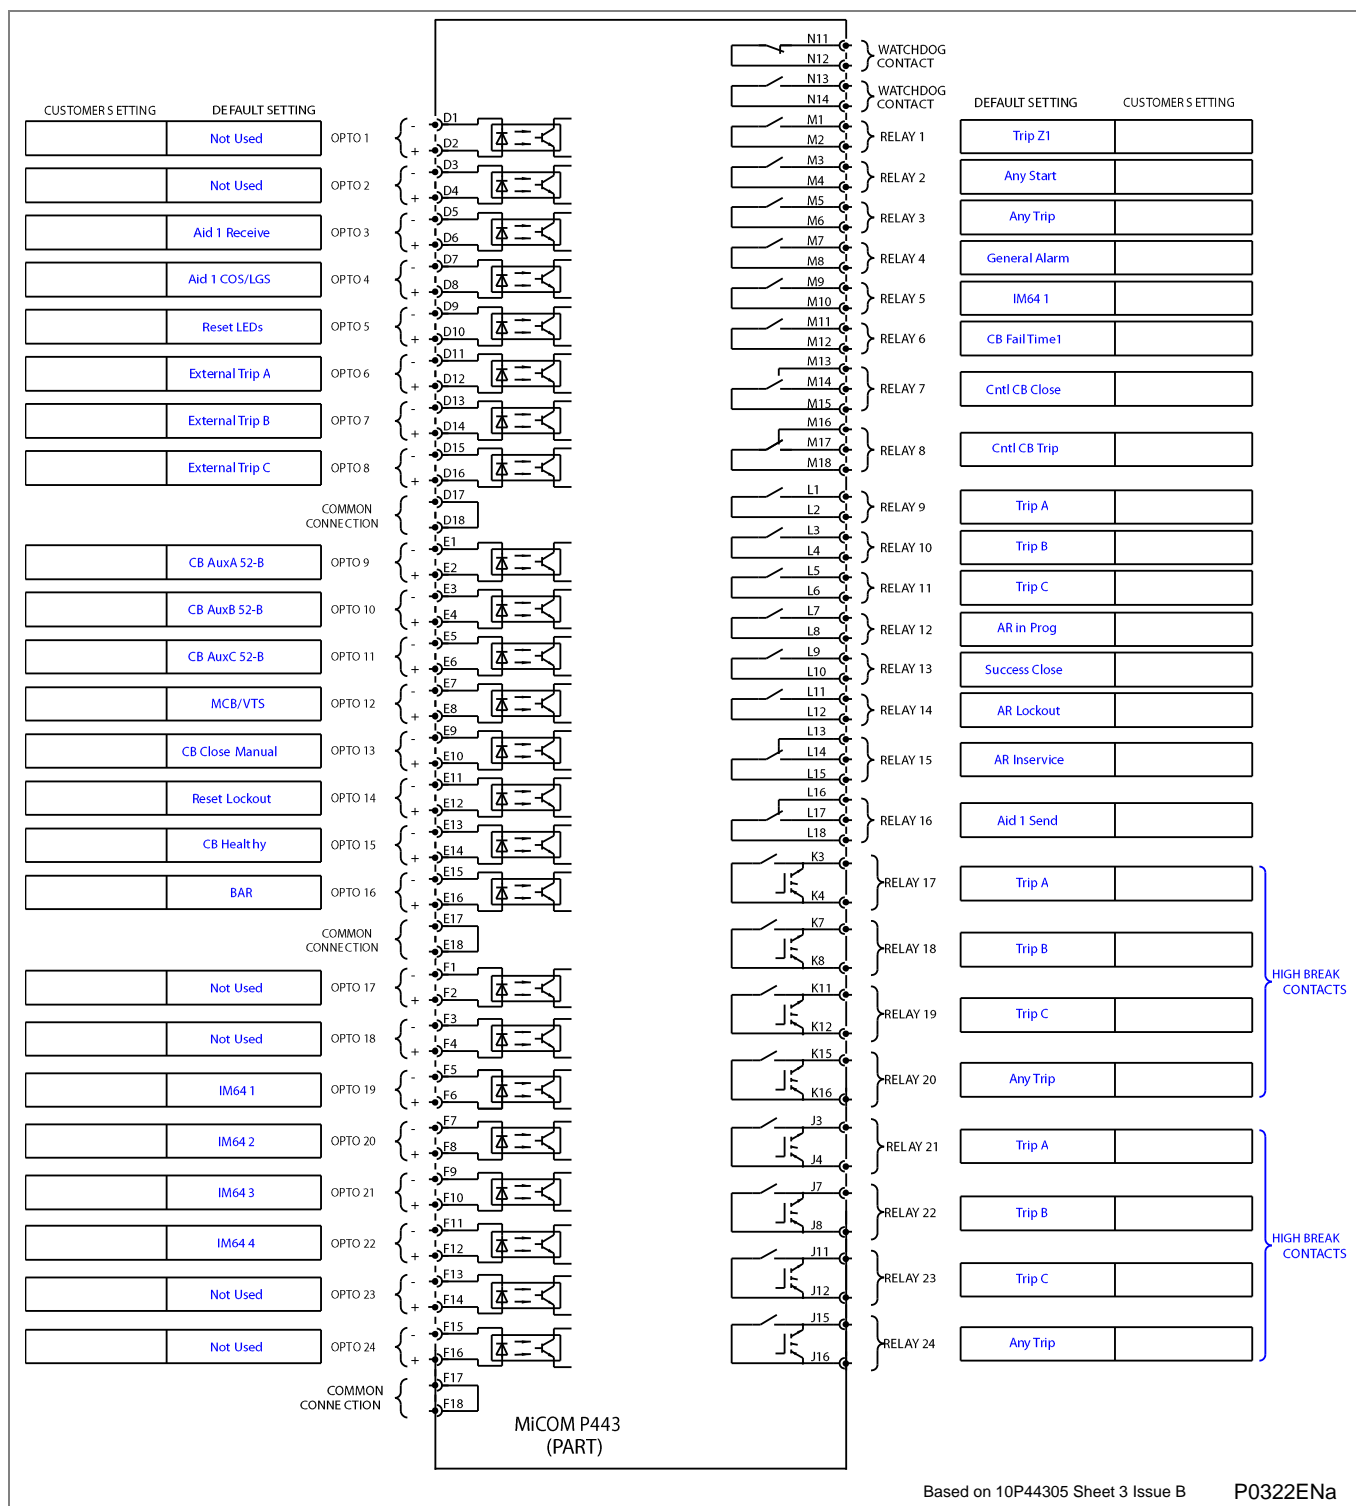 CUSTOMER SETTING
DEFAULT SETTING
Not Used
OPTO 1
-
+
D1
D2
Not Used
OPTO 2
-
+
D3
D4
Aid 1 Receive
OPTO 3
-
+
D5
D6
Aid 1 COS/LGS
OPTO 4
-
+
D7
D8
Reset LEDs
OPTO 5
-
+
D9
D10
External Trip A
OPTO 6
-
+
D11
D12
External Trip B
OPTO 7
-
+
D13
D14
External Trip C
OPTO 8
-
+
D15
D16
COMMON
CONNECTION
D17
D18
CB AuxA 52-B
OPTO 9
-
+
E1
E2
CB AuxB 52-B
OPTO 10
-
+
E3
E4
CB AuxC 52-B
OPTO 11
-
+
E5
E6
MCB/VTS
OPTO 12
-
+
E7
E8
CB Close Manual
OPTO 13
-
+
E9
E10
Reset Lockout
OPTO 14
-
+
E11
E12
CB Healthy
OPTO 15
-
+
E13
E14
BAR
OPTO 16
-
+
E15
E16
COMMON
CONNECTION
E17
E18
Not Used
OPTO 17
-
+
F1
F2
Not Used
OPTO 18
-
+
F3
F4
IM64 1
OPTO 19
-
+
F5
F6
IM64 2
OPTO 20
-
+
F7
F8
IM64 3
OPTO 21
-
+
F9
F10
IM64 4
OPTO 22
-
+
F11
F12
Not Used
OPTO 23
-
+
F13
F14
Not Used
OPTO 24
-
+
F15
F16
COMMON
CONNECTION
F17
F18
MiCOM P443
(PART)
N11
N12
WATCHDOG
CONTACT
N13
N14
WATCHDOG
CONTACT
DEFAULT SETTING
CUSTOMER SETTING
M1
M2
RELAY 1
Trip Z1
M3
M4
RELAY 2
Any Start
M5
M6
RELAY 3
Any Trip
M7
M8
RELAY 4
General Alarm
M9
M10
RELAY 5
IM64 1
M11
M12
RELAY 6
CB Fail Time1
M13
M14
M15
RELAY 7
Cntl CB Close
M16
M17
M18
RELAY 8
Cntl CB Trip
L1
L2
RELAY 9
Trip A
L3
L4
RELAY 10
Trip B
L5
L6
RELAY 11
Trip C
L7
L8
RELAY 12
AR in Prog
L9
L10
RELAY 13
Success Close
L11
L12
RELAY 14
AR Lockout
L13
L14
L15
RELAY 15
AR Inservice
L16
L17
L18
RELAY 16
Aid 1 Send
K3
K4
RELAY 17
Trip A
K7
K8
RELAY 18
Trip B
K11
K12
RELAY 19
Trip C
K15
K16
RELAY 20
Any Trip
HIGH BREAK
CONTACTS
J3
J4
RELAY 21
Trip A
J7
J8
RELAY 22
Trip B
J11
J12
RELAY 23
Trip C
J15
J16
RELAY 24
Any Trip
HIGH BREAK
CONTACTS
Based on 10P44305 Sheet 3 Issue B
P0322ENa